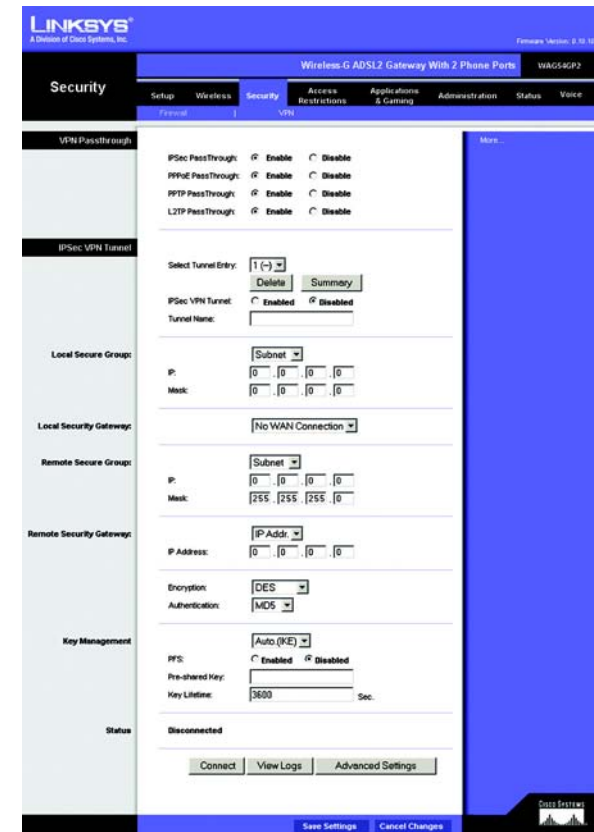 LINKSYS®
A Division of Cisco Systems, Inc.
Firmware Version: 0.10.10
Wireless-G ADSL2 Gateway With 2 Phone Ports WAG54GP2
Security
Setup Wireless Security Access Restrictions Applications & Gaming Administration Status Voice
Firewall | VPN
VPN Passthrough
More...
IPSec PassThrough: Enable Disable
PPPoE PassThrough: Enable Disable
PPTP PassThrough: Enable Disable
L2TP PassThrough: Enable Disable
IPSec VPN Tunnel
Select Tunnel Entry: 1 (--)
Delete Summary
IPSec VPN Tunnel: Enabled Disabled
Tunnel Name:
Local Secure Group: Subnet
IP: 0 . 0 . 0 . 0
Mask: 0 . 0 . 0 . 0
Local Security Gateway: No WAN Connection
Remote Secure Group: Subnet
IP: 0 . 0 . 0 . 0
Mask: 255 . 255 . 255 . 0
Remote Security Gateway: IP Addr.
IP Address: 0 . 0 . 0 . 0
Encryption: DES
Authentication: MD5
Key Management Auto.(IKE)
PFS: Enabled Disabled
Pre-shared Key:
Key Lifetime: 3600 Sec.
Status Disconnected
Connect View Logs Advanced Settings
Save Settings Cancel Changes
CISCO SYSTEMS